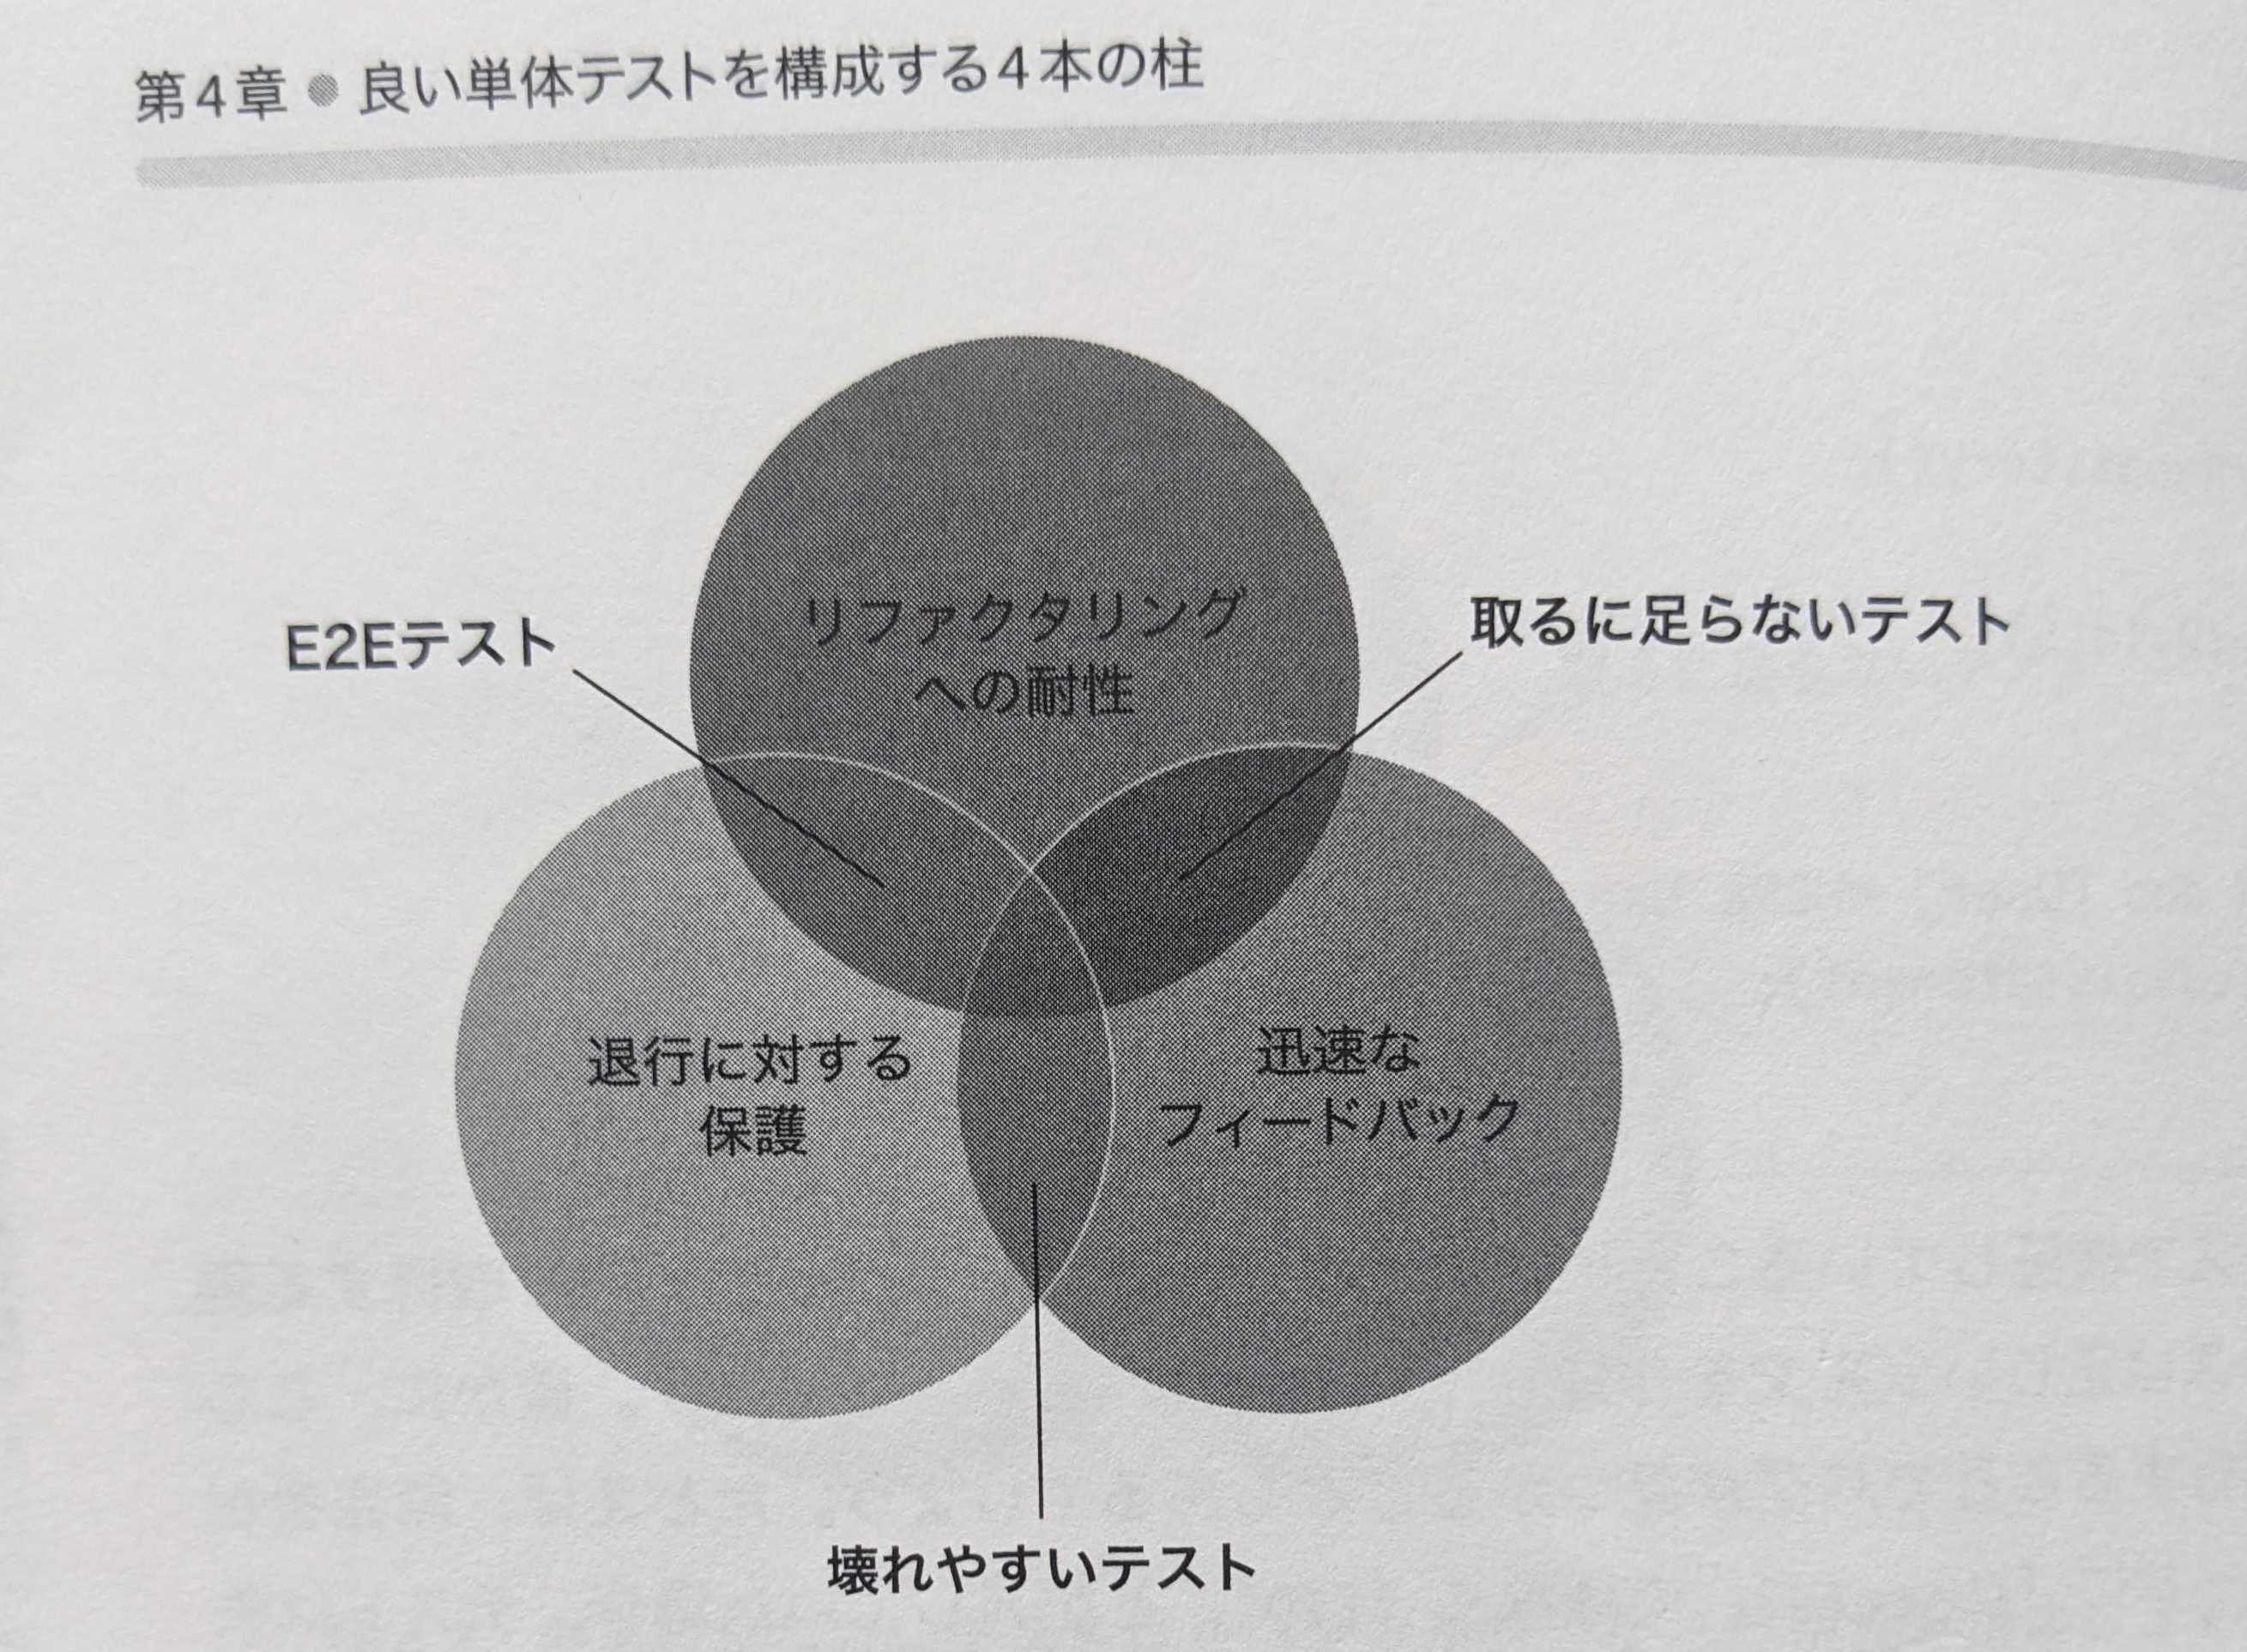 第4章 ● 良い単体テストを構成する4本の柱
リファクタリング
への耐性
E2Eテスト
取るに足らないテスト
退行に対する
保護
迅速な
フィードバック
壊れやすいテスト